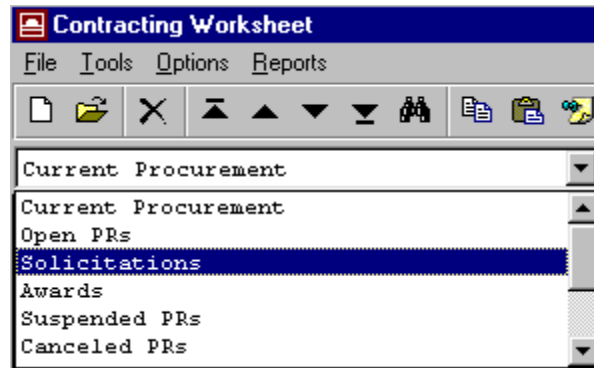 Contracting Worksheet
File Tools Options Reports
Current Procurement
Current Procurement
Open PRs
Solicitations
Awards
Suspended PRs
Canceled PRs